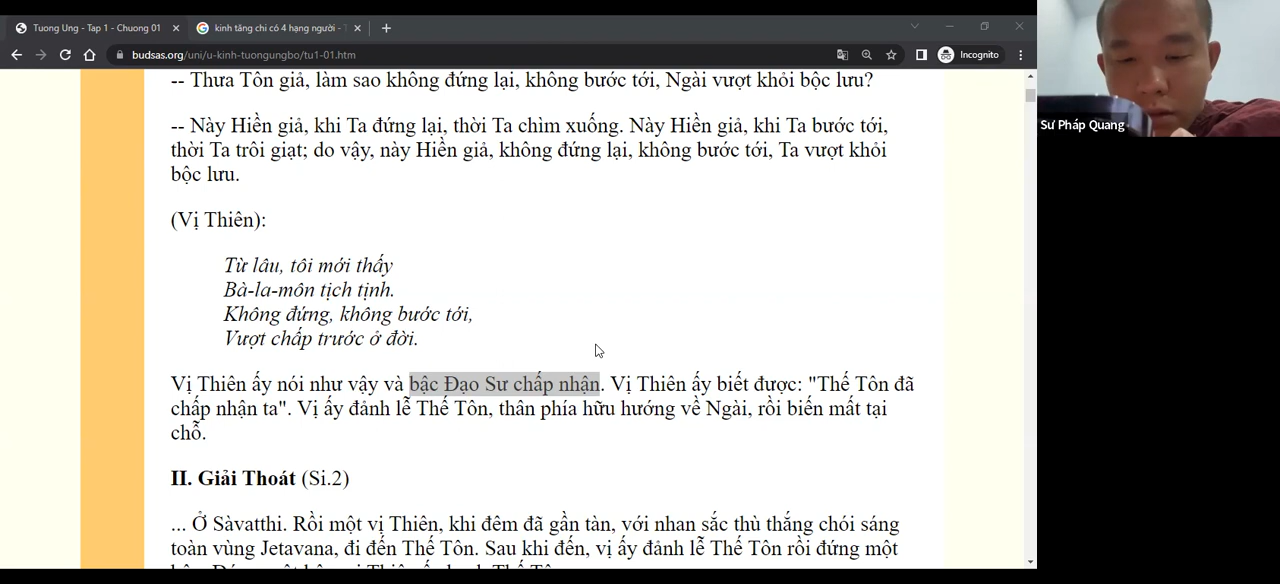 Tuong Ung - Tap 1 - Chuong 01
kinh tăng chi có 4 hạng người - T
budsas.org/uni/u-kinh-tuongungbo/tu1-01.htm
Incognito
-- Thưa Tôn giả, làm sao không đứng lại, không bước tới, Ngài vượt khỏi bộc lưu?
-- Này Hiền giả, khi Ta đứng lại, thời Ta chìm xuống. Này Hiền giả, khi Ta bước tới,
thời Ta trôi giạt; do vậy, này Hiền giả, không đứng lại, không bước tới, Ta vượt khỏi
bộc lưu.
(Vị Thiên):
Từ lâu, tôi mới thấy
Bà-la-môn tịch tịnh.
Không đứng, không bước tới,
Vượt chấp trước ở đời.
Vị Thiên ấy nói như vậy và bậc Đạo Sư chấp nhận. Vị Thiên ấy biết được: "Thế Tôn đã
chấp nhận ta". Vị ấy đảnh lễ Thế Tôn, thân phía hữu hướng về Ngài, rồi biến mất tại
chỗ.
II. Giải Thoát (Si.2)
... Ở Sàvatthi. Rồi một vị Thiên, khi đêm đã gần tàn, với nhan sắc thù thắng chói sáng
toàn vùng Jetavana, đi đến Thế Tôn. Sau khi đến, vị ấy đảnh lễ Thế Tôn rồi đứng một
Sư Pháp Quang